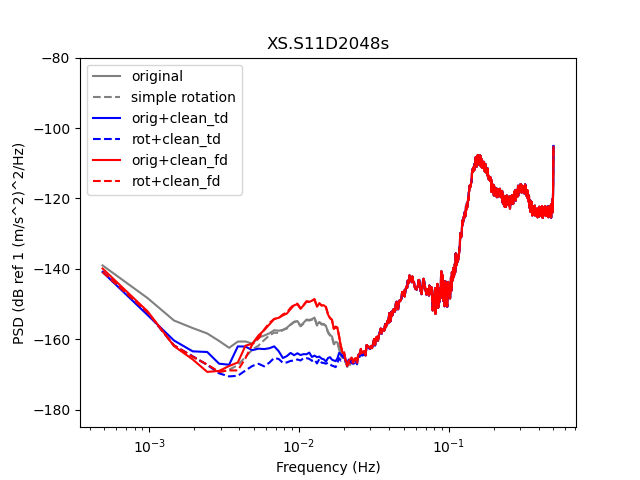 XS.S11D2048s
PSD (dB ref 1 (m/s^2)^2/Hz)
−80
−100
−120
−140
−160
−180
original
simple rotation
orig+clean_td
rot+clean_td
orig+clean_fd
rot+clean_fd
10⁻³
10⁻²
10⁻¹
Frequency (Hz)